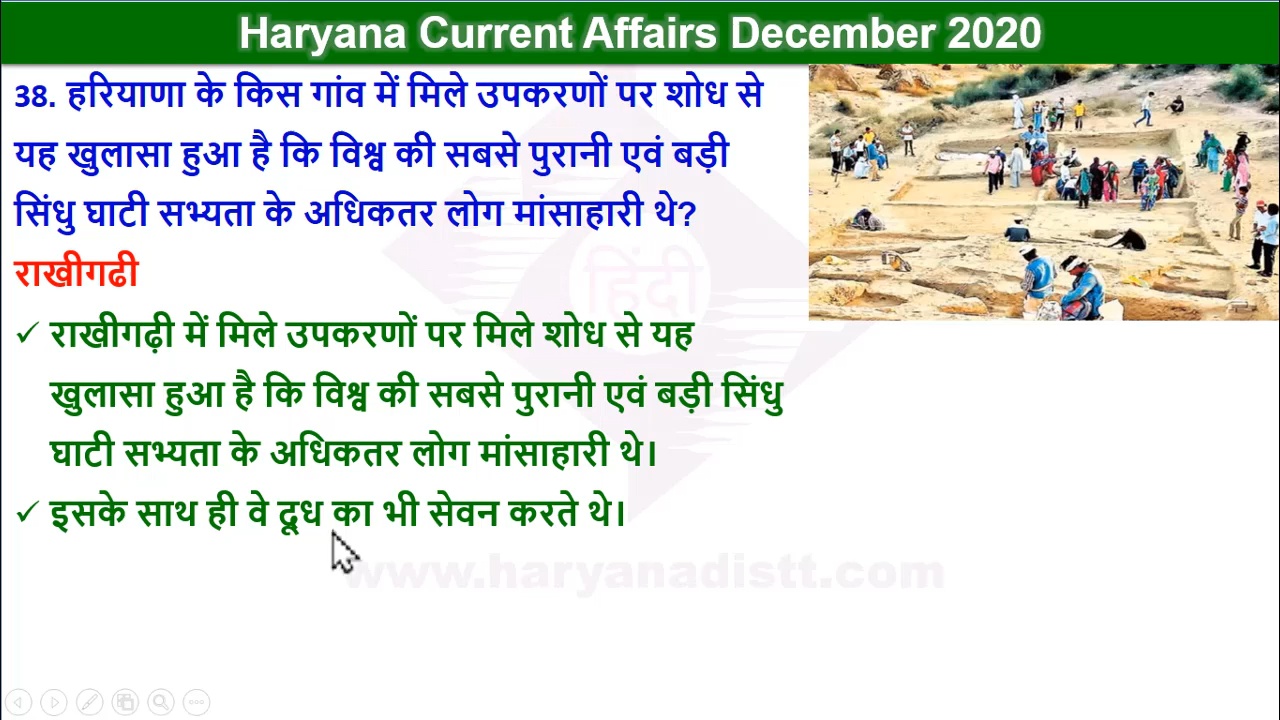 Haryana Current Affairs December 2020
38. हरियाणा के किस गांव में मिले उपकरणों पर शोध से
यह खुलासा हुआ है कि विश्व की सबसे पुरानी एवं बड़ी
सिंधु घाटी सभ्यता के अधिकतर लोग मांसाहारी थे?
राखीगढी
✓ राखीगढ़ी में मिले उपकरणों पर मिले शोध से यह
खुलासा हुआ है कि विश्व की सबसे पुरानी एवं बड़ी सिंधु
घाटी सभ्यता के अधिकतर लोग मांसाहारी थे।
✓ इसके साथ ही वे दूध का भी सेवन करते थे।
हिंदी
www.haryanadistt.com